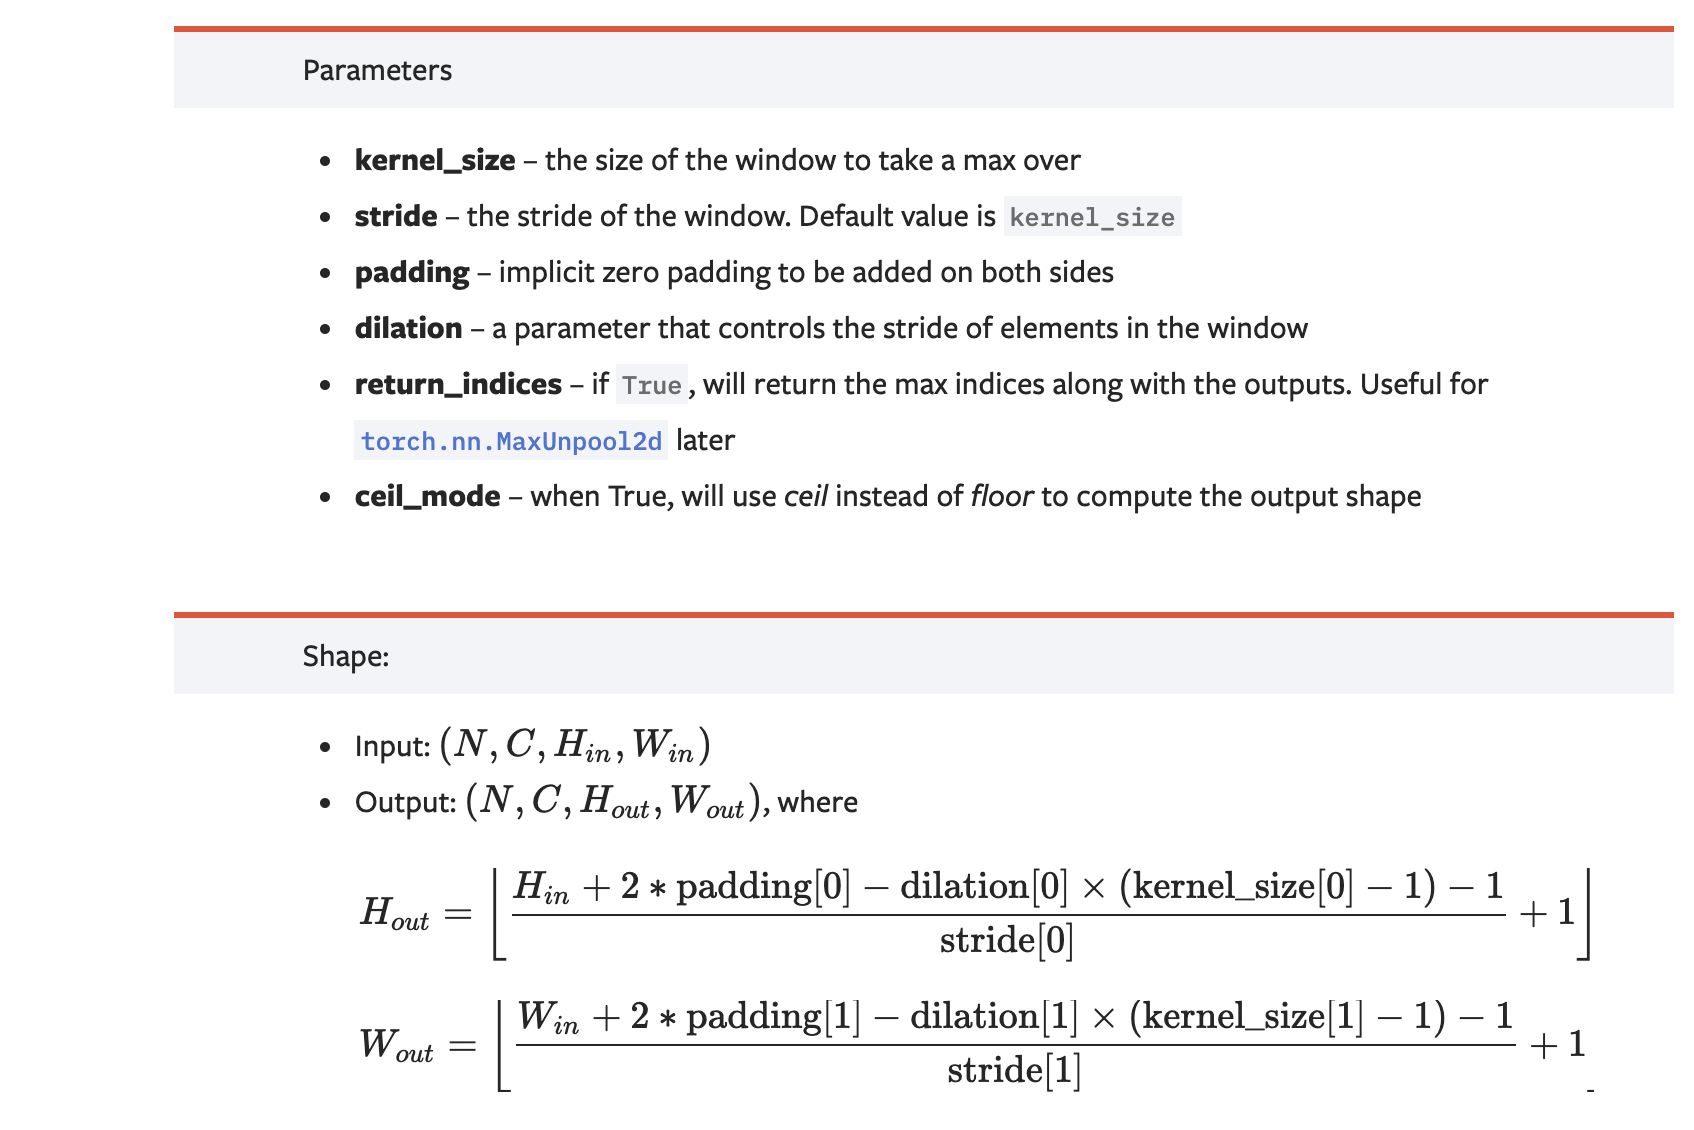 Parameters
• kernel_size – the size of the window to take a max over
• stride – the stride of the window. Default value is kernel_size
• padding – implicit zero padding to be added on both sides
• dilation – a parameter that controls the stride of elements in the window
• return_indices – if True, will return the max indices along with the outputs. Useful for
torch.nn.MaxUnpool2d later
• ceil_mode – when True, will use ceil instead of floor to compute the output shape
Shape:
• Input: $(N, C, H_{in}, W_{in})$
• Output: $(N, C, H_{out}, W_{out})$, where
$H_{out} = \left\lfloor \frac{H_{in} + 2 * \text{padding}[0] - \text{dilation}[0] \times (\text{kernel\_size}[0] - 1) - 1}{\text{stride}[0]} + 1 \right\rfloor$
$W_{out} = \left\lfloor \frac{W_{in} + 2 * \text{padding}[1] - \text{dilation}[1] \times (\text{kernel\_size}[1] - 1) - 1}{\text{stride}[1]} + 1 \right\rfloor$